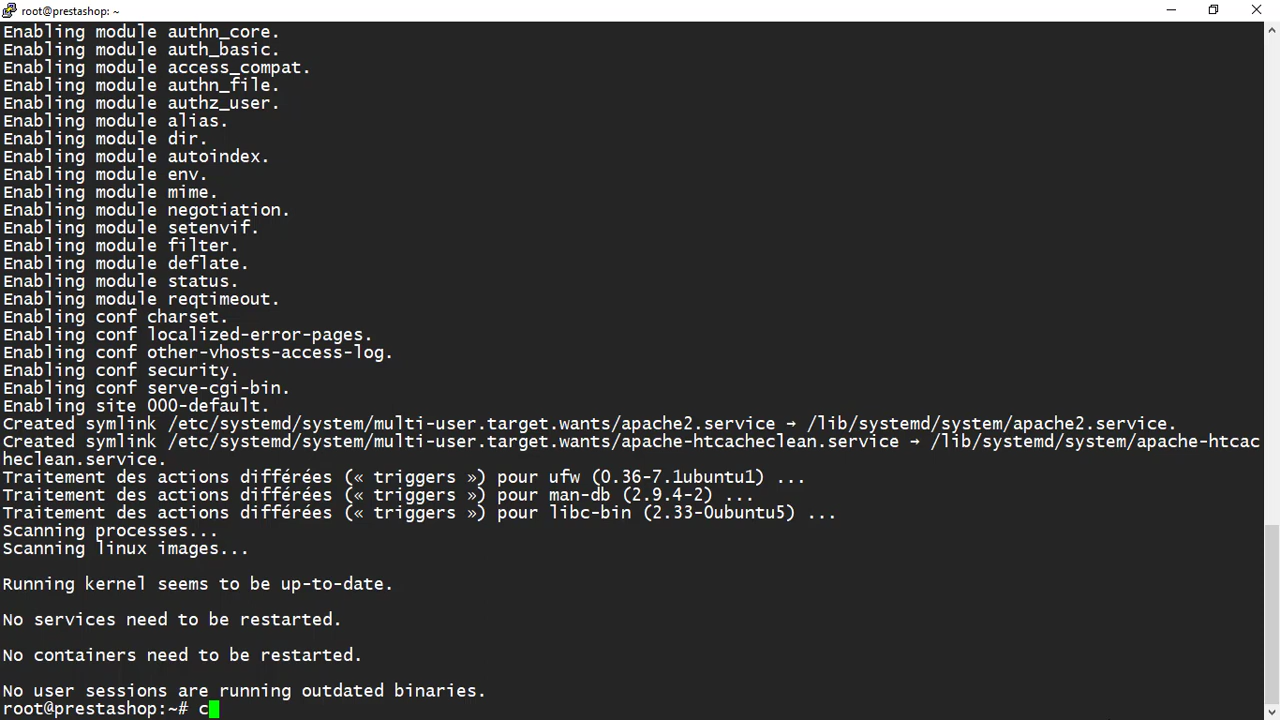 root@prestashop: ~
Enabling module authn_core.
Enabling module auth_basic.
Enabling module access_compat.
Enabling module authn_file.
Enabling module authz_user.
Enabling module alias.
Enabling module dir.
Enabling module autoindex.
Enabling module env.
Enabling module mime.
Enabling module negotiation.
Enabling module setenvif.
Enabling module filter.
Enabling module deflate.
Enabling module status.
Enabling module reqtimeout.
Enabling conf charset.
Enabling conf localized-error-pages.
Enabling conf other-vhosts-access-log.
Enabling conf security.
Enabling conf serve-cgi-bin.
Enabling site 000-default.
Created symlink /etc/systemd/system/multi-user.target.wants/apache2.service → /lib/systemd/system/apache2.service.
Created symlink /etc/systemd/system/multi-user.target.wants/apache-htcacheclean.service → /lib/systemd/system/apache-htcac
heclean.service.
Traitement des actions différées (« triggers ») pour ufw (0.36-7.1ubuntu1) ...
Traitement des actions différées (« triggers ») pour man-db (2.9.4-2) ...
Traitement des actions différées (« triggers ») pour libc-bin (2.33-0ubuntu5) ...
Scanning processes...
Scanning linux images...
Running kernel seems to be up-to-date.
No services need to be restarted.
No containers need to be restarted.
No user sessions are running outdated binaries.
root@prestashop:~# c